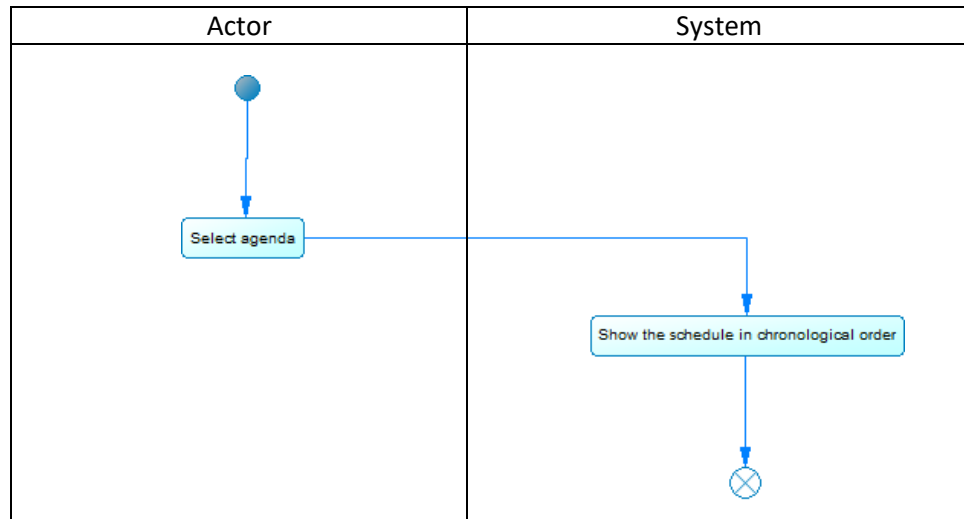 Actor
System
Select agenda
Show the schedule in chronological order